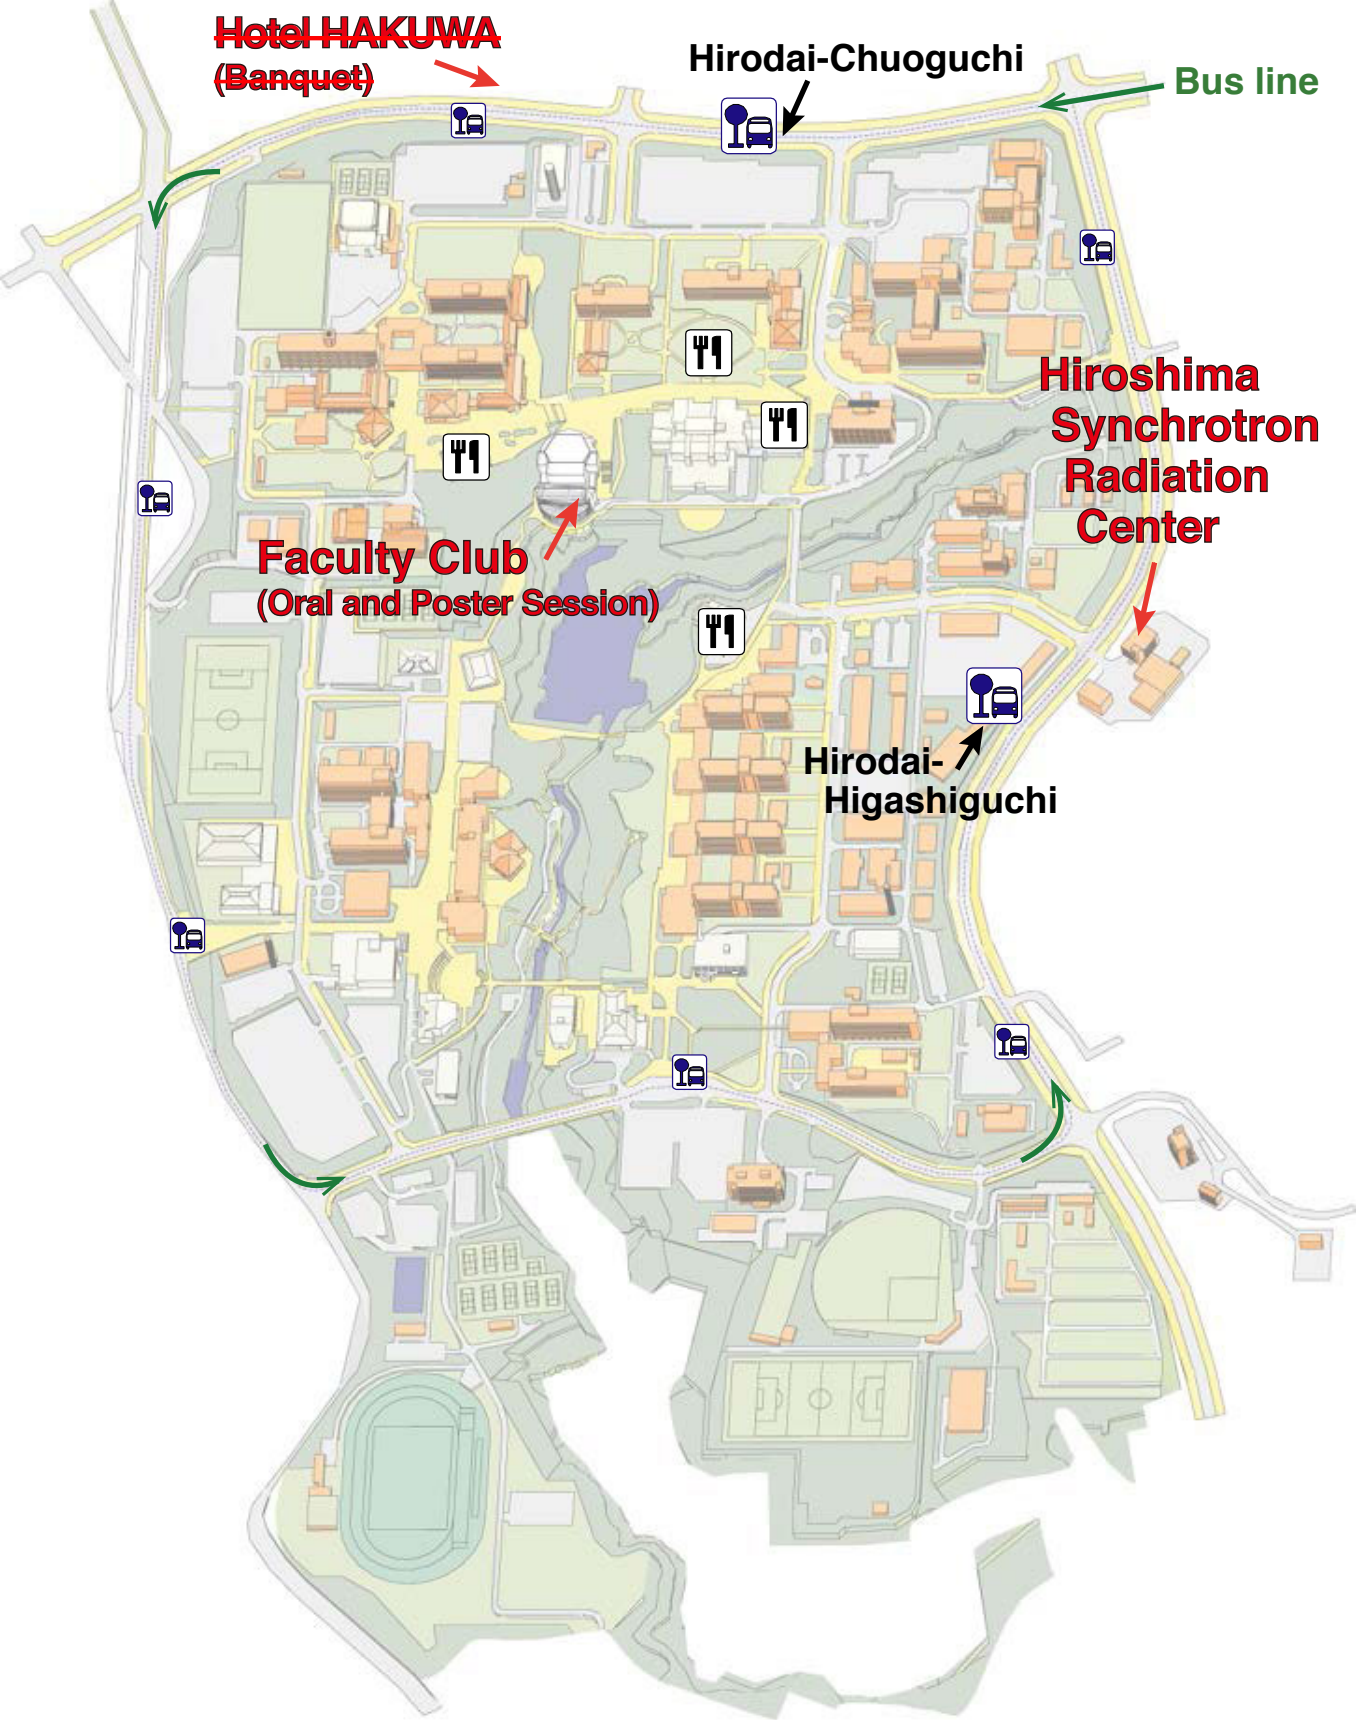 Hotel HAKUWA
(Banquet)
Hirodai-Chuoguchi
Bus line
Hiroshima
Synchrotron
Radiation
Center
Faculty Club
(Oral and Poster Session)
Hirodai-
Higashiguchi